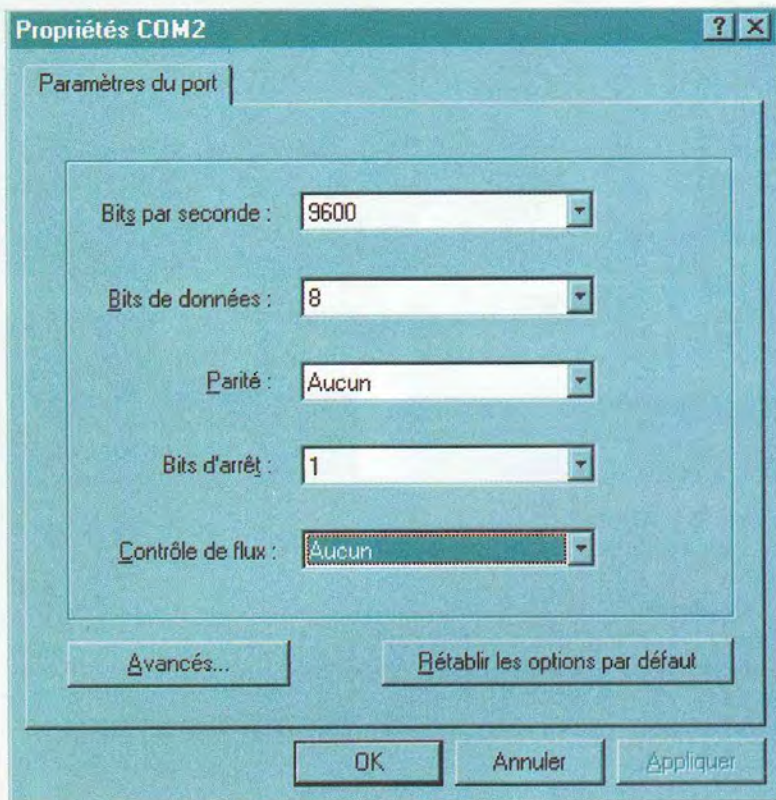 Propriétés COM2
Paramètres du port
Bits par seconde : 9600
Bits de données : 8
Parité : Aucun
Bits d'arrêt : 1
Contrôle de flux : Aucun
Avancés... Rétablir les options par défaut
OK Annuler Appliquer